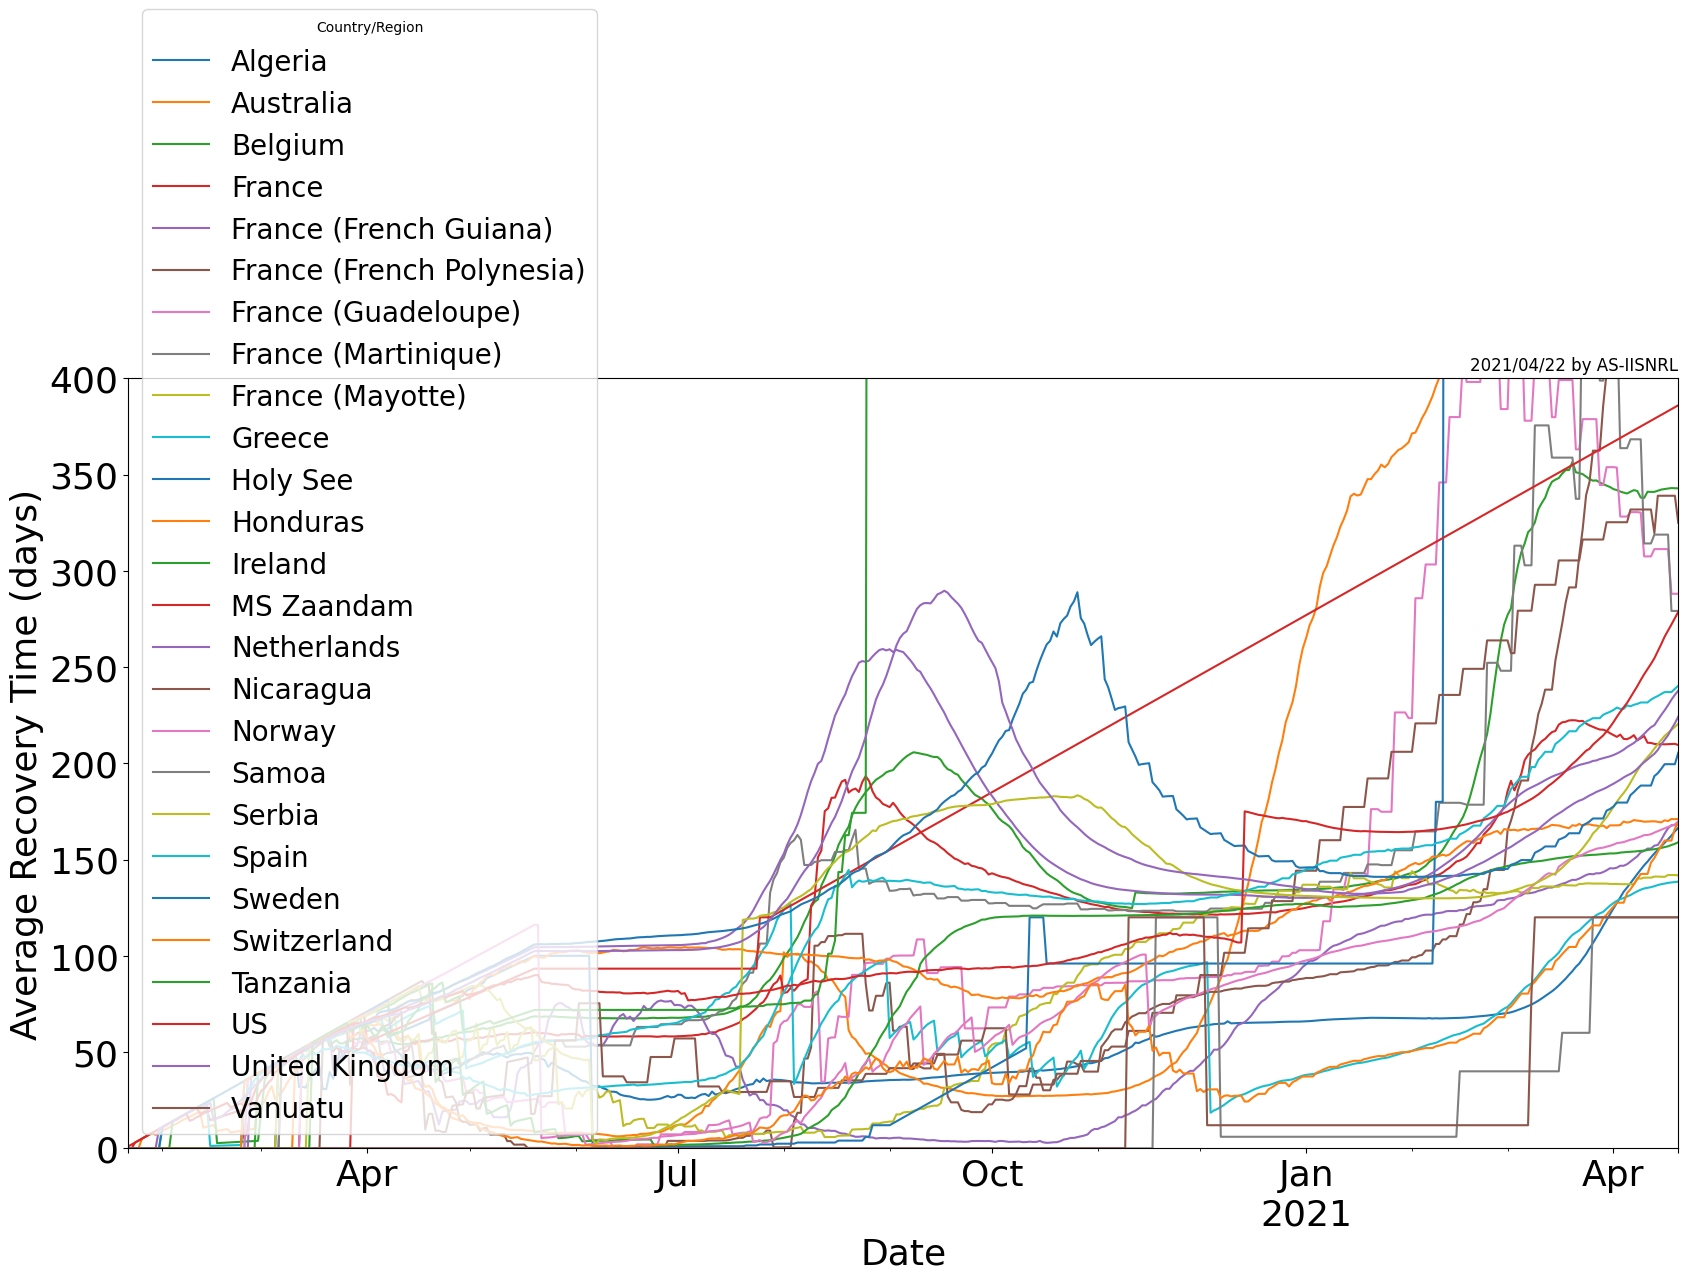 Country/Region
Algeria
Australia
Belgium
France
France (French Guiana)
France (French Polynesia)
France (Guadeloupe)
France (Martinique)
France (Mayotte)
Greece
Holy See
Honduras
Ireland
MS Zaandam
Netherlands
Nicaragua
Norway
Samoa
Serbia
Spain
Sweden
Switzerland
Tanzania
US
United Kingdom
Vanuatu
2021/04/22 by AS-IISNRL
Average Recovery Time (days)
400
350
300
250
200
150
100
50
0
Apr Jul Oct Jan Apr
2021
Date